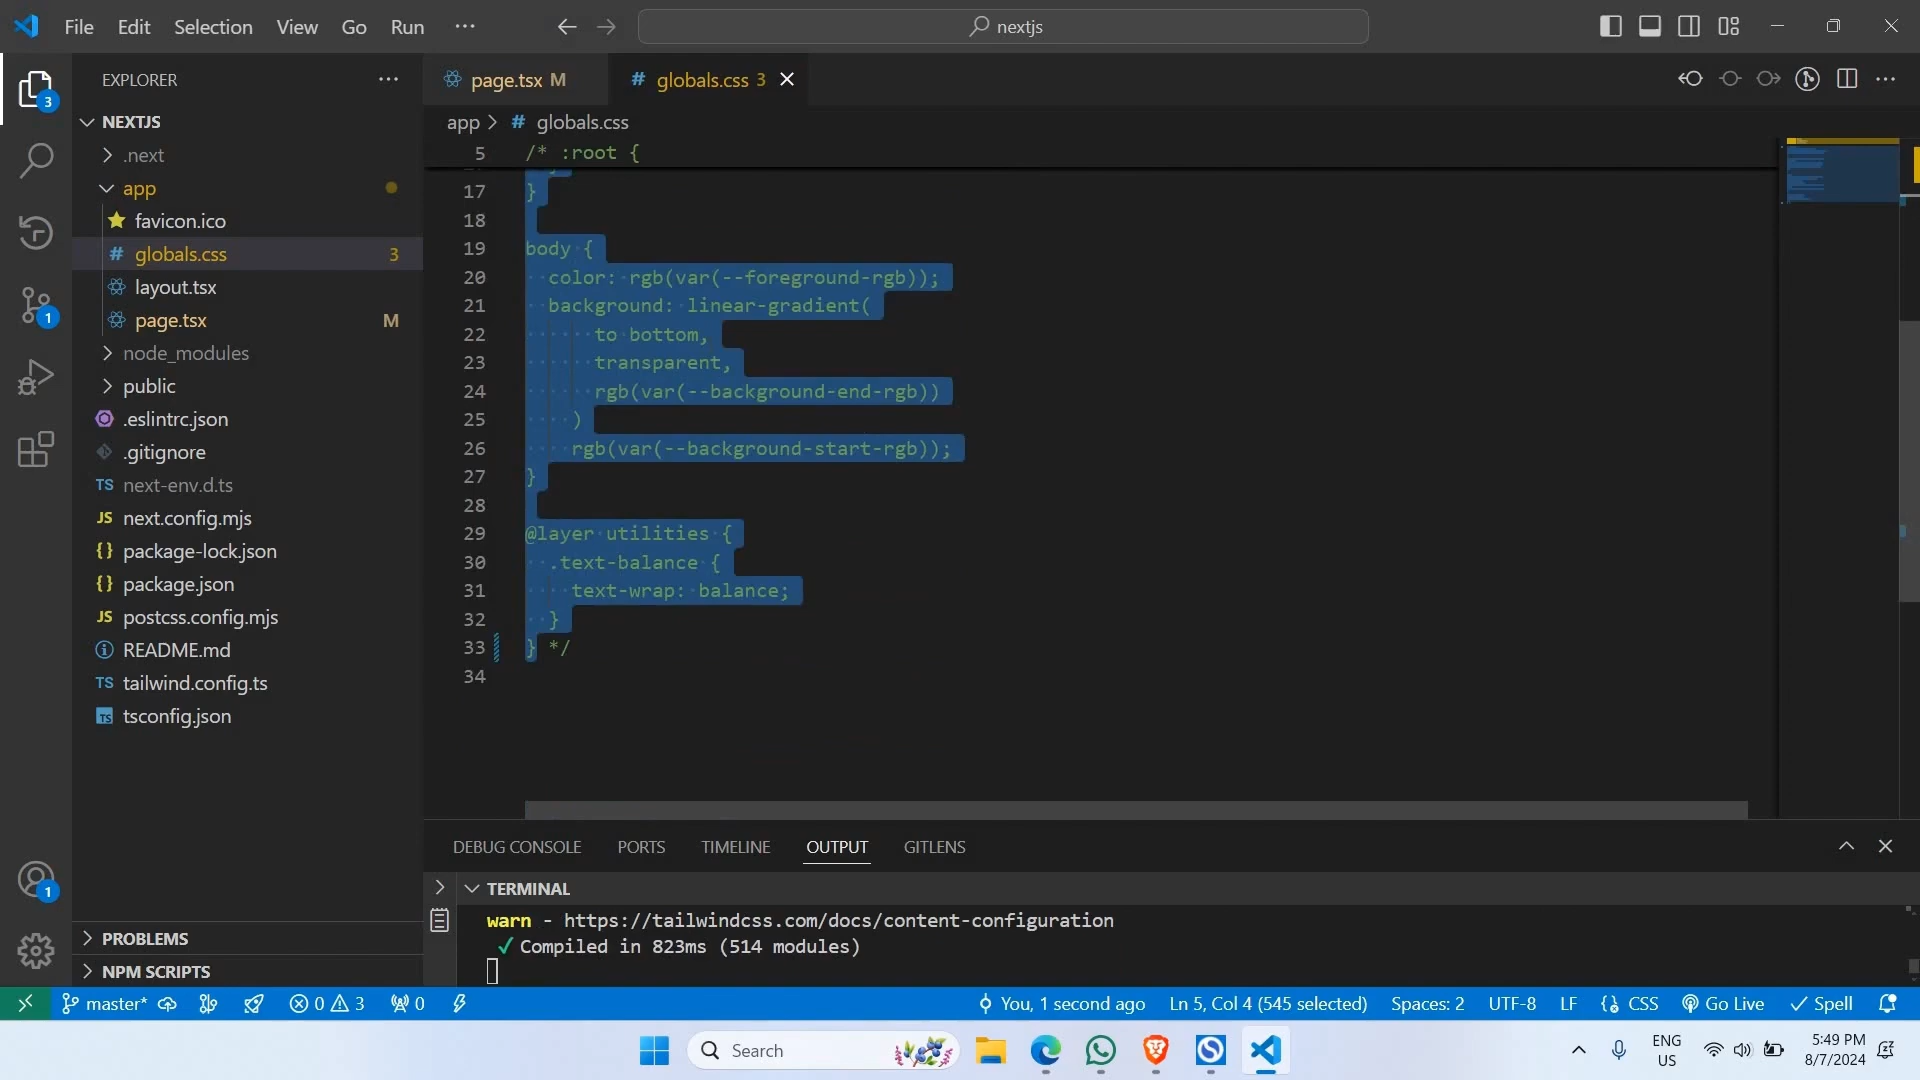 File Edit Selection View Go Run ··· nextjs
EXPLORER ···
page.tsx M
# globals.css 3
app > # globals.css
NEXTJS
.next
app
favicon.ico
# globals.css 3
layout.tsx
page.tsx M
node_modules
public
.eslintrc.json
.gitignore
TS next-env.d.ts
JS next.config.mjs
{} package-lock.json
{} package.json
JS postcss.config.mjs
README.md
TS tailwind.config.ts
TS tsconfig.json
PROBLEMS
NPM SCRIPTS
3
1
1
5 /* :root {
17 }
18
19 body {
20 color: rgb(var(--foreground-rgb));
21 background: linear-gradient(
22 to bottom,
23 transparent,
24 rgb(var(--background-end-rgb))
25 )
26 rgb(var(--background-start-rgb));
27 }
28
29 @layer utilities {
30 .text-balance {
31 text-wrap: balance;
32 }
33 } */
34
DEBUG CONSOLE PORTS TIMELINE OUTPUT GITLENS
TERMINAL
warn - https://tailwindcss.com/docs/content-configuration
✓ Compiled in 823ms (514 modules)
master* 0 3 0 You, 1 second ago Ln 5, Col 4 (545 selected) Spaces: 2 UTF-8 LF {} CSS Go Live Spell
Search
ENG
US
5:49 PM
8/7/2024